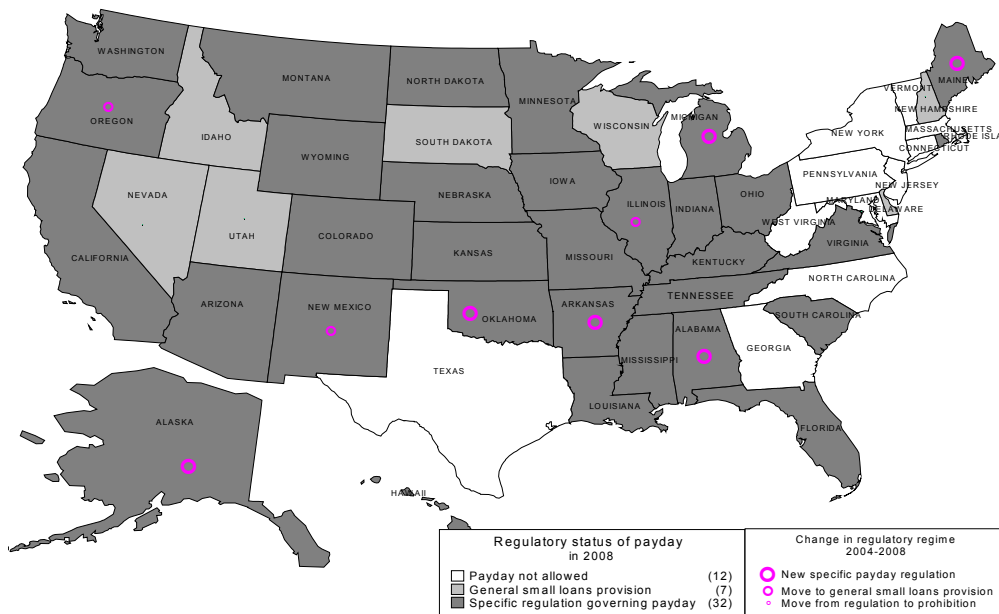 WASHINGTON
MONTANA
NORTH DAKOTA
MINNESOTA
MAINE
VERMONT
NEW HAMPSHIRE
OREGON
IDAHO
WYOMING
SOUTH DAKOTA
WISCONSIN
MICHIGAN
NEW YORK
MASSACHUSETTS
RHODE ISLA
CONNECTICUT
NEVADA
UTAH
COLORADO
NEBRASKA
IOWA
ILLINOIS
INDIANA
OHIO
PENNSYLVANIA
NEW JERSEY
MARYLAND
DELAWARE
WEST VIRGINIA
VIRGINIA
CALIFORNIA
KANSAS
MISSOURI
KENTUCKY
NORTH CAROLINA
ARIZONA
NEW MEXICO
OKLAHOMA
ARKANSAS
TENNESSEE
SOUTH CAROLINA
TEXAS
MISSISSIPPI
ALABAMA
GEORGIA
LOUISIANA
FLORIDA
ALASKA
HAWAII
Regulatory status of payday
in 2008
Payday not allowed (12)
General small loans provision (7)
Specific regulation governing payday (32)
Change in regulatory regime
2004-2008
New specific payday regulation
Move to general small loans provision
Move from regulation to prohibition